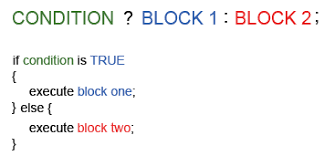 CONDITION ? BLOCK 1 : BLOCK 2 ;
if condition is TRUE
{
execute block one;
} else {
execute block two;
}